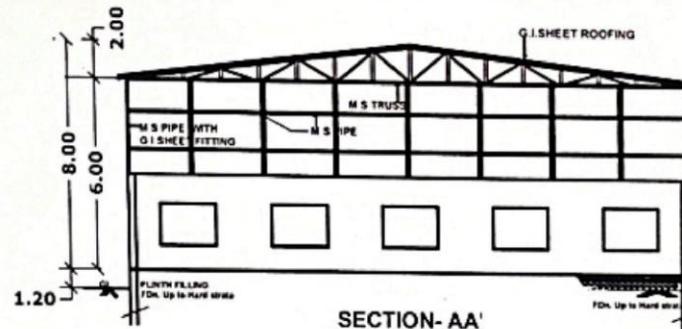 2.00
G.I.SHEET ROOFING
M S TRUSS
M S PIPE WITH
G I SHEET FITTING
M S PIPE
8.00
6.00
1.20
PLINTH FILLING
FDn. Up to Hard strata
FDn. Up to Hard strata
SECTION- AA'